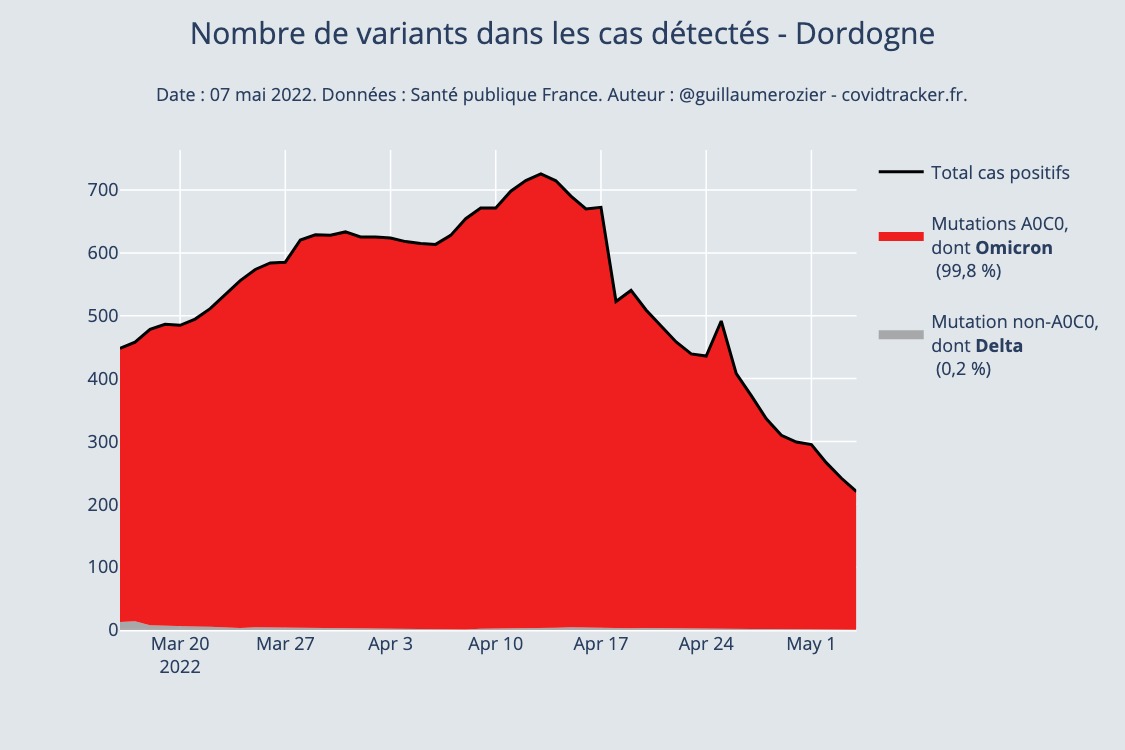 Nombre de variants dans les cas détectés - Dordogne
Date : 07 mai 2022. Données : Santé publique France. Auteur : @guillaumerozier - covidtracker.fr.
Total cas positifs
Mutations A0C0,
dont Omicron
(99,8 %)
Mutation non-A0C0,
dont Delta
(0,2 %)
700
600
500
400
300
200
100
0
Mar 20 Mar 27 Apr 3 Apr 10 Apr 17 Apr 24 May 1
2022